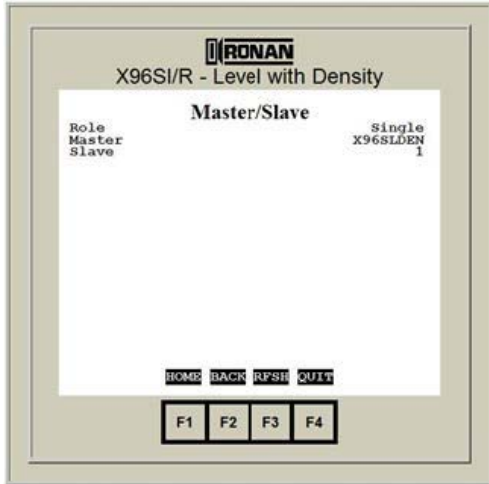 RONAN
X96SI/R - Level with Density
Master/Slave
Role Single
Master X96SLDEN
Slave 1
HOME BACK RFSH QUIT
F1 F2 F3 F4